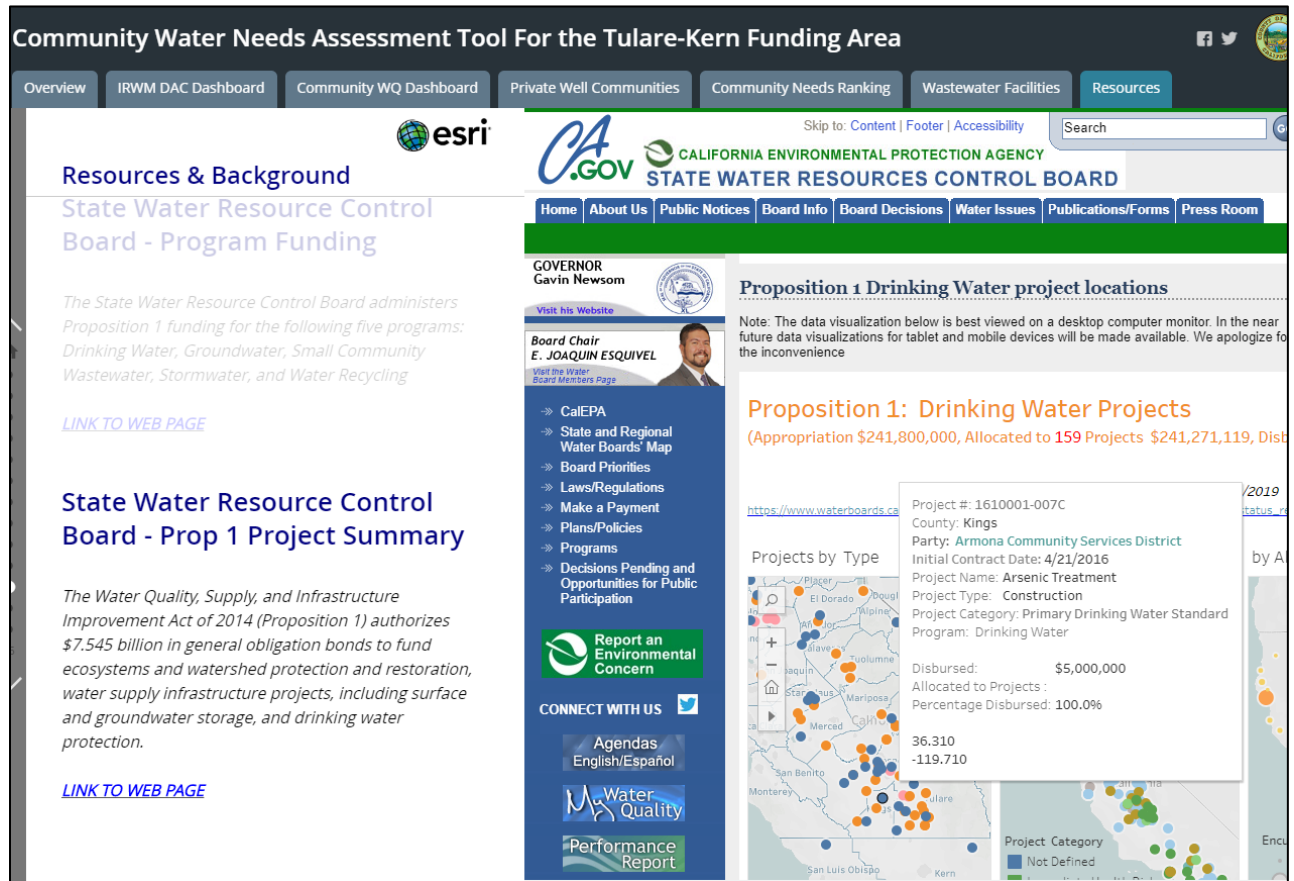 Community Water Needs Assessment Tool For the Tulare-Kern Funding Area
Overview
IRWM DAC Dashboard
Community WQ Dashboard
Private Well Communities
Community Needs Ranking
Wastewater Facilities
Resources
esri
Resources & Background
State Water Resource Control
Board - Program Funding
The State Water Resource Control Board administers
Proposition 1 funding for the following five programs:
Drinking Water, Groundwater, Small Community
Wastewater, Stormwater, and Water Recycling
LINK TO WEB PAGE
State Water Resource Control
Board - Prop 1 Project Summary
The Water Quality, Supply, and Infrastructure
Improvement Act of 2014 (Proposition 1) authorizes
$7.545 billion in general obligation bonds to fund
ecosystems and watershed protection and restoration,
water supply infrastructure projects, including surface
and groundwater storage, and drinking water
protection.
LINK TO WEB PAGE
CA.GOV
Skip to: Content | Footer | Accessibility
Search
CALIFORNIA ENVIRONMENTAL PROTECTION AGENCY
STATE WATER RESOURCES CONTROL BOARD
Home
About Us
Public Notices
Board Info
Board Decisions
Water Issues
Publications/Forms
Press Room
GOVERNOR
Gavin Newsom
Visit his Website
Board Chair
E. JOAQUIN ESQUIVEL
Visit the Water
Board Members Page
CalEPA
State and Regional
Water Boards' Map
Board Priorities
Laws/Regulations
Make a Payment
Plans/Policies
Programs
Decisions Pending and
Opportunities for Public
Participation
Report an
Environmental
Concern
CONNECT WITH US
Agendas
English/Español
My Water
Quality
Performance
Report
Proposition 1 Drinking Water project locations
Note: The data visualization below is best viewed on a desktop computer monitor. In the near
future data visualizations for tablet and mobile devices will be made available. We apologize fo
the inconvenience
Proposition 1: Drinking Water Projects
(Appropriation $241,800,000, Allocated to 159 Projects $241,271,119, Disb
/2019
https://www.waterboards.ca
status_re
Projects by Type
by Al
Project #: 1610001-007C
County: Kings
Party: Armona Community Services District
Initial Contract Date: 4/21/2016
Project Name: Arsenic Treatment
Project Type: Construction
Project Category: Primary Drinking Water Standard
Program: Drinking Water
Disbursed: $5,000,000
Allocated to Projects :
Percentage Disbursed: 100.0%
36.310
-119.710
Placer
El Dorado
Alpine
Tuolumne
Mariposa
Merced
San Benito
Monterey
San Luis Obispo
Kern
Project Category
Not Defined
Encu